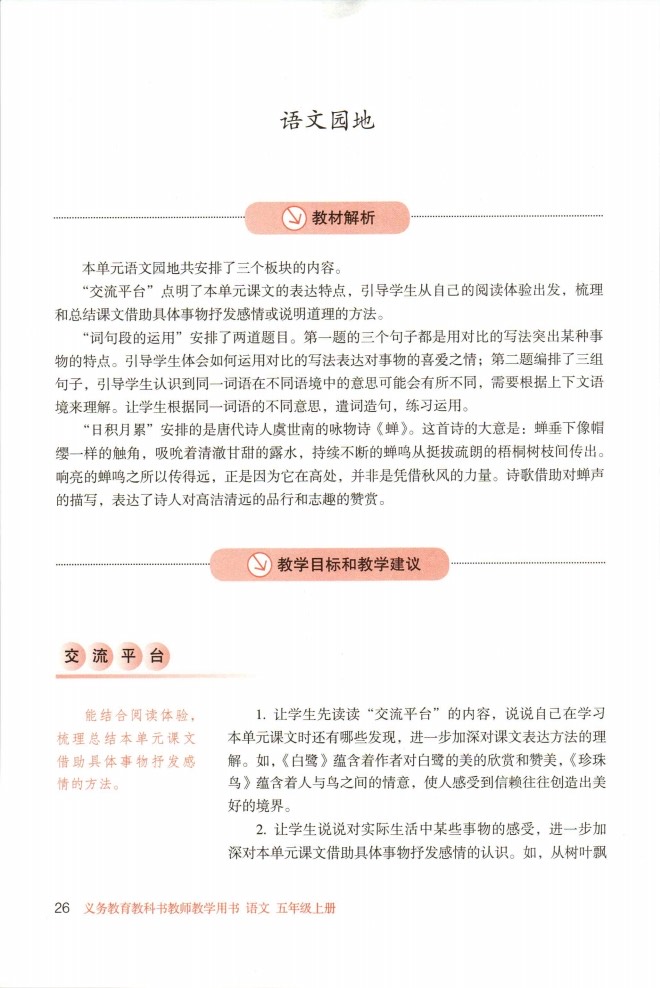 语文园地
教材解析
本单元语文园地共安排了三个板块的内容。
“交流平台”点明了本单元课文的表达特点，引导学生从自己的阅读体验出发，梳理
和总结课文借助具体事物抒发感情或说明道理的方法。
“词句段的运用”安排了两道题目。第一题的三个句子都是用对比的写法突出某种事
物的特点。引导学生体会如何运用对比的写法表达对事物的喜爱之情；第二题编排了三组
句子，引导学生认识到同一词语在不同语境中的意思可能会有所不同，需要根据上下文语
境来理解。让学生根据同一词语的不同意思，遣词造句，练习运用。
“日积月累”安排的是唐代诗人虞世南的咏物诗《蝉》。这首诗的大意是：蝉垂下像帽
缨一样的触角，吸吮着清澈甘甜的露水，持续不断的蝉鸣从挺拔疏朗的梧桐树枝间传出。
响亮的蝉鸣之所以传得远，正是因为它在高处，并非是凭借秋风的力量。诗歌借助对蝉声
的描写，表达了诗人对高洁清远的品行和志趣的赞赏。
教学目标和教学建议
交流平台
能结合阅读体验，
梳理总结本单元课文
借助具体事物抒发感
情的方法。
1. 让学生先读读“交流平台”的内容，说说自己在学习
本单元课文时还有哪些发现，进一步加深对课文表达方法的理
解。如，《白鹭》蕴含着作者对白鹭的美的欣赏和赞美，《珍珠
鸟》蕴含着人与鸟之间的情意，使人感受到信赖往往创造出美
好的境界。
2. 让学生说说对实际生活中某些事物的感受，进一步加
深对本单元课文借助具体事物抒发感情的认识。如，从树叶飘
26 义务教育教科书教师教学用书 语文 五年级上册